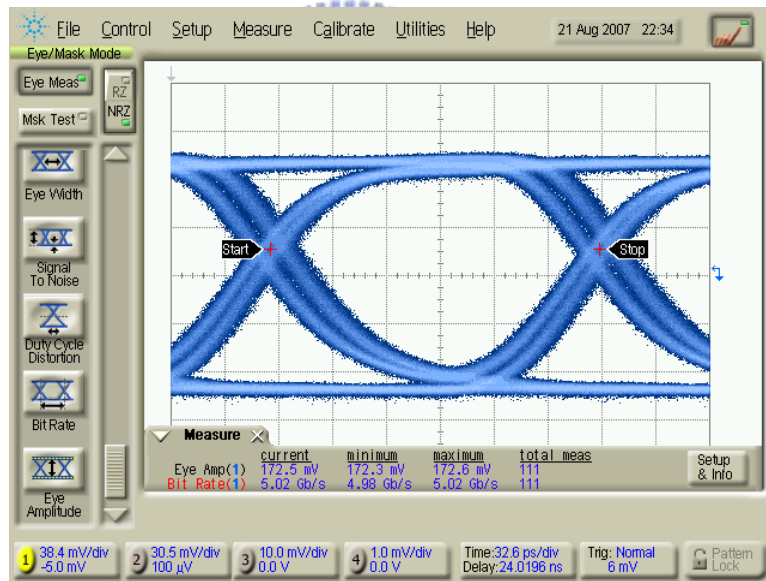 File Control Setup Measure Calibrate Utilities Help 21 Aug 2007 22:34
Eye/Mask Mode
Eye Meas
RZ
NRZ
Msk Test
Eye Width
Signal
To Noise
Duty Cycle
Distortion
Bit Rate
Eye
Amplitude
Start
Stop
Measure
current minimum maximum total meas
Eye Amp(1) 172.5 mV 172.3 mV 172.6 mV 111
Bit Rate(1) 5.02 Gb/s 4.98 Gb/s 5.02 Gb/s 111
Setup
& Info
1 38.4 mV/div
-5.0 mV
2 30.5 mV/div
100 µV
3 10.0 mV/div
0.0 V
4 1.0 mV/div
0.0 V
Time:32.6 ps/div
Delay:24.0196 ns
Trig: Normal
6 mV
Pattern
Lock